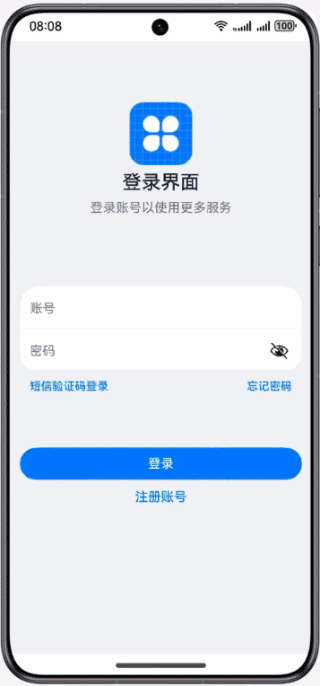 08:08
100
登录界面
登录账号以使用更多服务
账号
密码
短信验证码登录 忘记密码
登录
注册账号